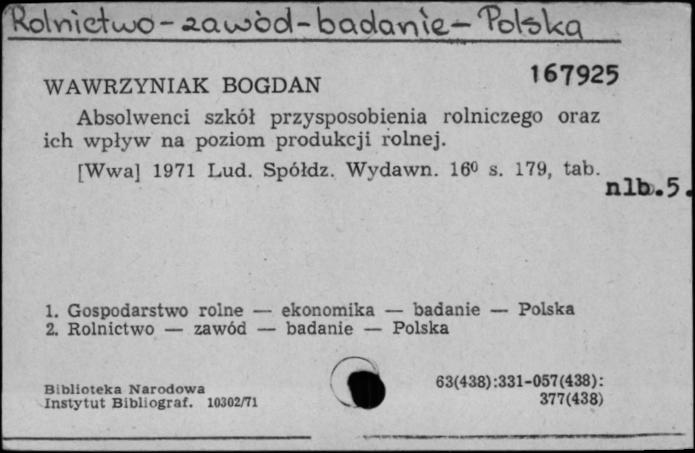 Rolnictwo - zawód - badanie - Polska
167925
WAWRZYNIAK BOGDAN
Absolwenci szkół przysposobienia rolniczego oraz
ich wpływ na poziom produkcji rolnej.
[Wwa] 1971 Lud. Spółdz. Wydawn. 16⁰ s. 179, tab.
nlb.5.
1. Gospodarstwo rolne — ekonomika — badanie — Polska
2. Rolnictwo — zawód — badanie — Polska
Biblioteka Narodowa
Instytut Bibliograf. 10302/71
63(438):331-057(438):
377(438)